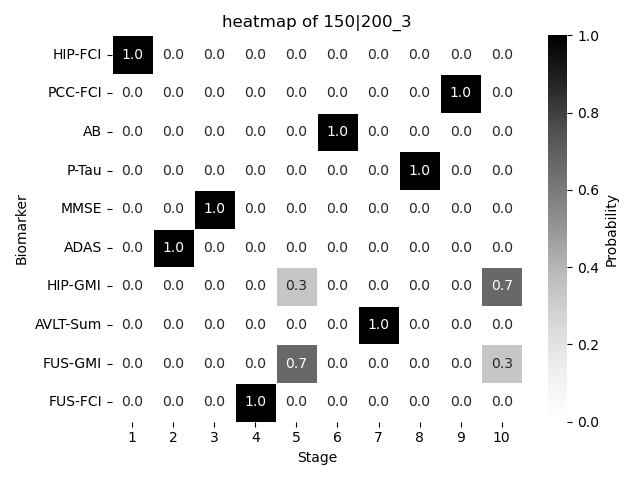 heatmap of 150|200_3
HIP-FCI 1.0 0.0 0.0 0.0 0.0 0.0 0.0 0.0 0.0 0.0
PCC-FCI 0.0 0.0 0.0 0.0 0.0 0.0 0.0 0.0 1.0 0.0
AB 0.0 0.0 0.0 0.0 0.0 1.0 0.0 0.0 0.0 0.0
P-Tau 0.0 0.0 0.0 0.0 0.0 0.0 0.0 1.0 0.0 0.0
MMSE 0.0 0.0 1.0 0.0 0.0 0.0 0.0 0.0 0.0 0.0
ADAS 0.0 1.0 0.0 0.0 0.0 0.0 0.0 0.0 0.0 0.0
HIP-GMI 0.0 0.0 0.0 0.0 0.3 0.0 0.0 0.0 0.0 0.7
AVLT-Sum 0.0 0.0 0.0 0.0 0.0 0.0 1.0 0.0 0.0 0.0
FUS-GMI 0.0 0.0 0.0 0.0 0.7 0.0 0.0 0.0 0.0 0.3
FUS-FCI 0.0 0.0 0.0 1.0 0.0 0.0 0.0 0.0 0.0 0.0
1 2 3 4 5 6 7 8 9 10
Stage
Biomarker
1.0
0.8
0.6
0.4
0.2
0.0
Probability